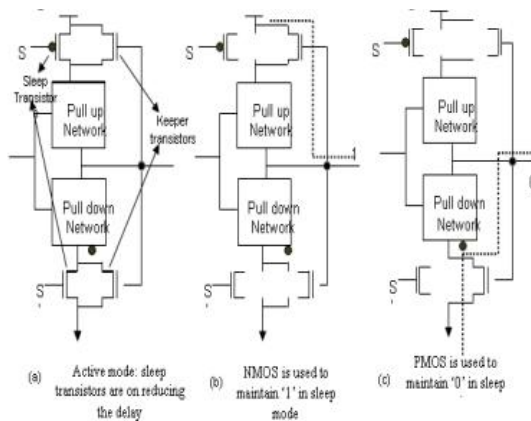 S
Sleep
Transistor
Pull up
Network
Keeper
transistors
Pull down
Network
S
'
(a)
Active mode: sleep
transistors are on reducing
the delay
S
Pull up
Network
1
Pull down
Network
S
'
(b)
NMOS is used to
maintain '1' in sleep
mode
S
Pull up
Network
Pull down
Network
S
'
(c)
PMOS is used to
maintain '0' in sleep